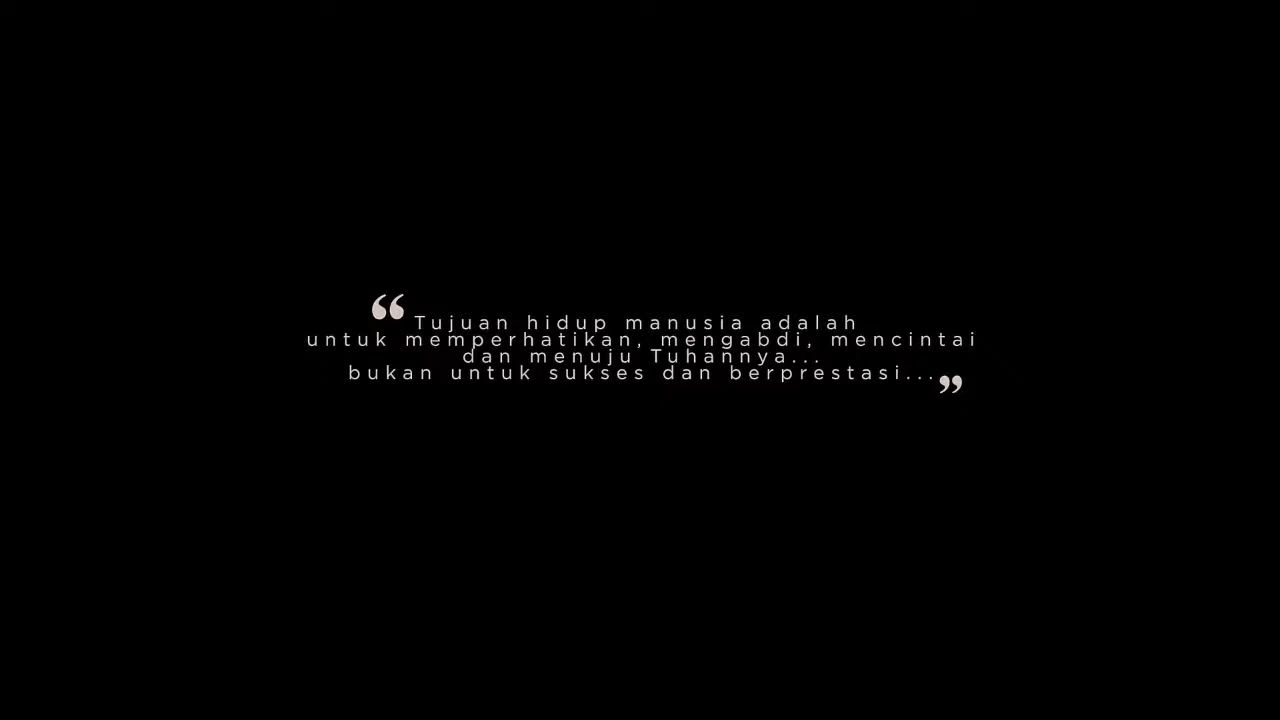 “Tujuan hidup manusia adalah
untuk memperhatikan, mengabdi, mencintai
dan menuju Tuhannya...
bukan untuk sukses dan berprestasi...”